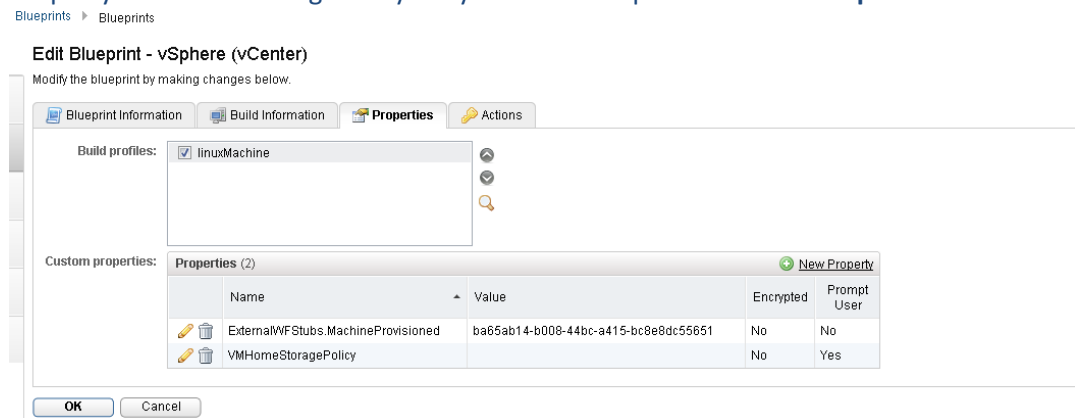 Blueprints Blueprints
Edit Blueprint - vSphere (vCenter)
Modify the blueprint by making changes below.
Blueprint Information Build Information Properties Actions
Build profiles: linuxMachine
Custom properties: Properties (2) New Property
Name Value Encrypted Prompt User
ExternalWFStubs.MachineProvisioned ba65ab14-b008-44bc-a415-bc8e8dc55651 No No
VMHomeStoragePolicy No Yes
OK Cancel